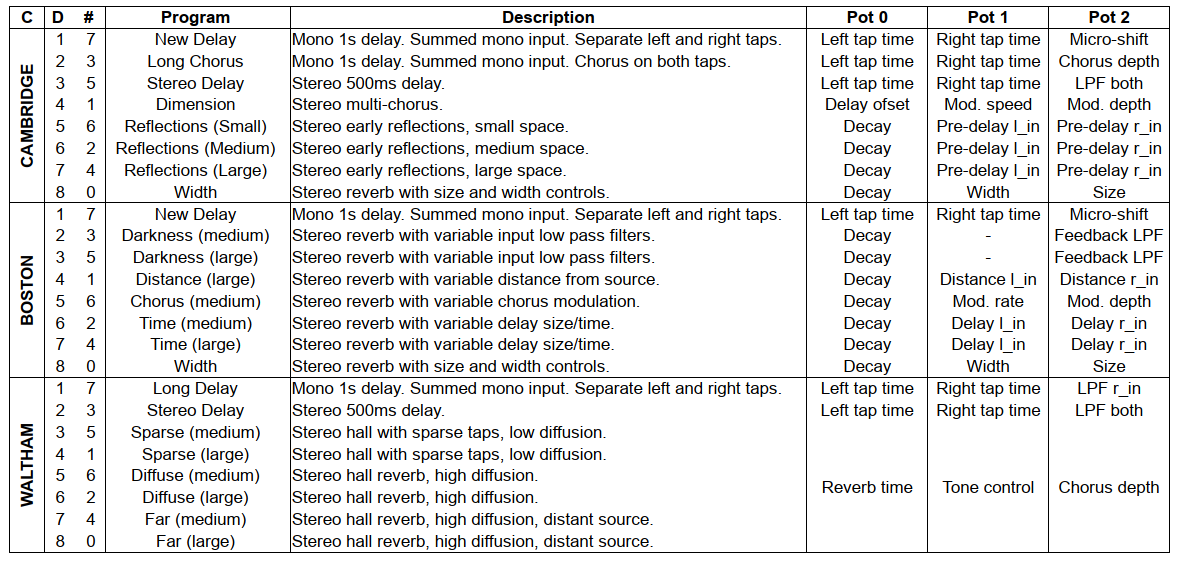 C D # Program Description Pot 0 Pot 1 Pot 2
CAMBRIDGE
1 7 New Delay Mono 1s delay. Summed mono input. Separate left and right taps. Left tap time Right tap time Micro-shift
2 3 Long Chorus Mono 1s delay. Summed mono input. Chorus on both taps. Left tap time Right tap time Chorus depth
3 5 Stereo Delay Stereo 500ms delay. Left tap time Right tap time LPF both
4 1 Dimension Stereo multi-chorus. Delay ofset Mod. speed Mod. depth
5 6 Reflections (Small) Stereo early reflections, small space. Decay Pre-delay l_in Pre-delay r_in
6 2 Reflections (Medium) Stereo early reflections, medium space. Decay Pre-delay l_in Pre-delay r_in
7 4 Reflections (Large) Stereo early reflections, large space. Decay Pre-delay l_in Pre-delay r_in
8 0 Width Stereo reverb with size and width controls. Decay Width Size
BOSTON
1 7 New Delay Mono 1s delay. Summed mono input. Separate left and right taps. Left tap time Right tap time Micro-shift
2 3 Darkness (medium) Stereo reverb with variable input low pass filters. Decay - Feedback LPF
3 5 Darkness (large) Stereo reverb with variable input low pass filters. Decay - Feedback LPF
4 1 Distance (large) Stereo reverb with variable distance from source. Decay Distance l_in Distance r_in
5 6 Chorus (medium) Stereo reverb with variable chorus modulation. Decay Mod. rate Mod. depth
6 2 Time (medium) Stereo reverb with variable delay size/time. Decay Delay l_in Delay r_in
7 4 Time (large) Stereo reverb with variable delay size/time. Decay Delay l_in Delay r_in
8 0 Width Stereo reverb with size and width controls. Decay Width Size
WALTHAM
1 7 Long Delay Mono 1s delay. Summed mono input. Separate left and right taps. Left tap time Right tap time LPF r_in
2 3 Stereo Delay Stereo 500ms delay. Left tap time Right tap time LPF both
3 5 Sparse (medium) Stereo hall with sparse taps, low diffusion.
4 1 Sparse (large) Stereo hall with sparse taps, low diffusion.
5 6 Diffuse (medium) Stereo hall reverb, high diffusion.
Reverb time Tone control Chorus depth
6 2 Diffuse (large) Stereo hall reverb, high diffusion.
7 4 Far (medium) Stereo hall reverb, high diffusion, distant source.
8 0 Far (large) Stereo hall reverb, high diffusion, distant source.